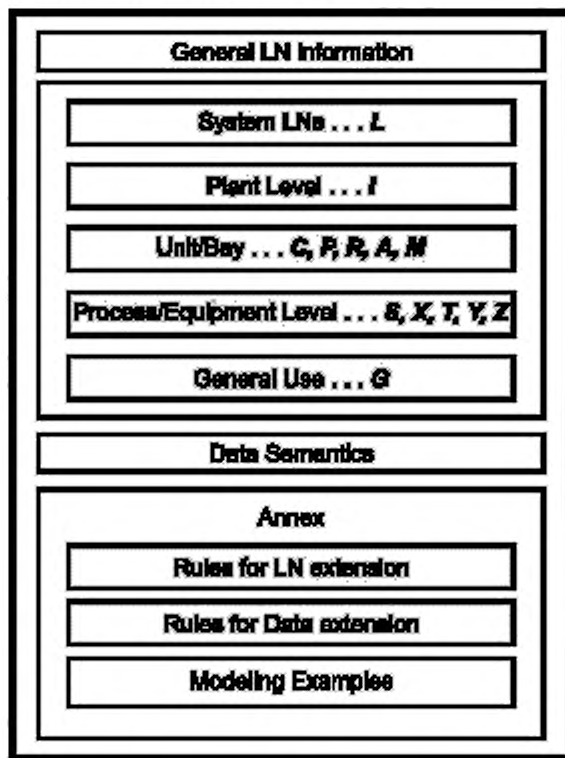 General LN Information
System LNs . . . L
Plant Level . . . I
Unit/Bay . . . C, P, R, A, M
Process/Equipment Level . . . S, X, T, Y, Z
General Use . . . G
Data Semantics
Annex
Rules for LN extension
Rules for Data extension
Modeling Examples